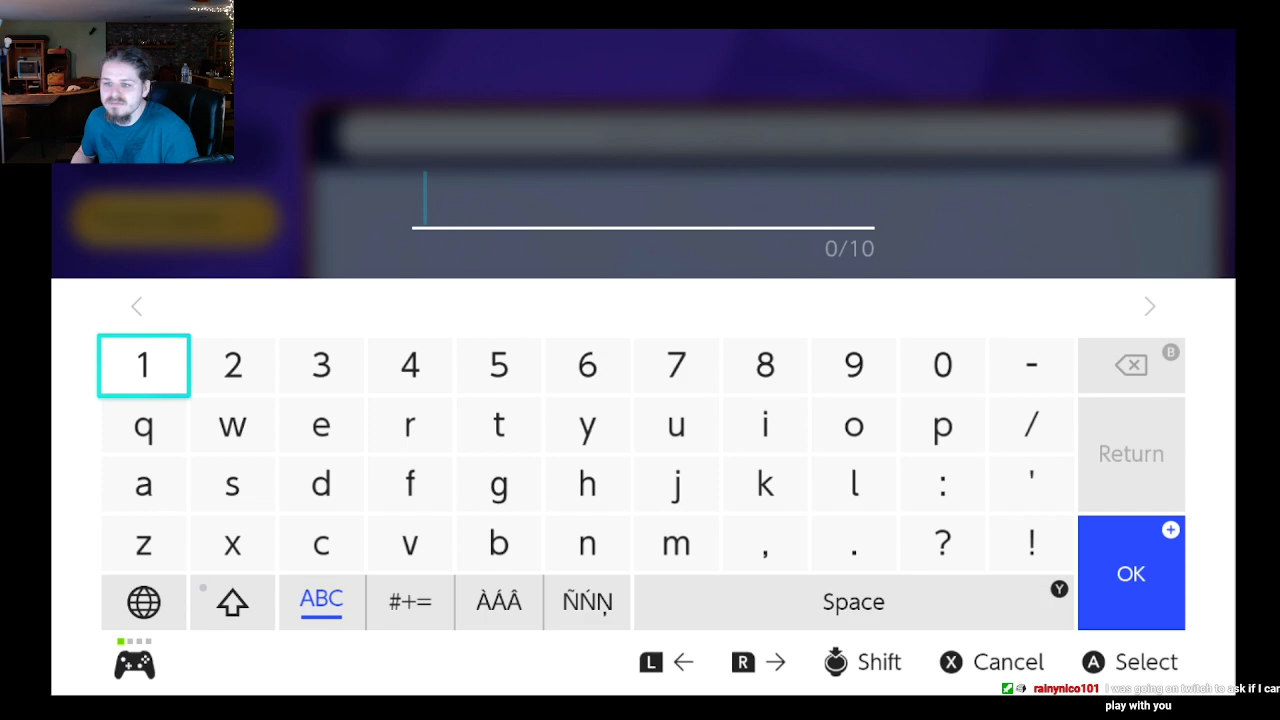 0/10
1 2 3 4 5 6 7 8 9 0 -
B
q w e r t y u i o p /
Return
a s d f g h j k l : '
z x c v b n m , . ? !
+
OK
ABC #+= ÀÁÂ ÑŃŅ Space
Y
L ← R → Shift X Cancel A Select
rainynico101 I was going on twitch to ask if I can
play with you